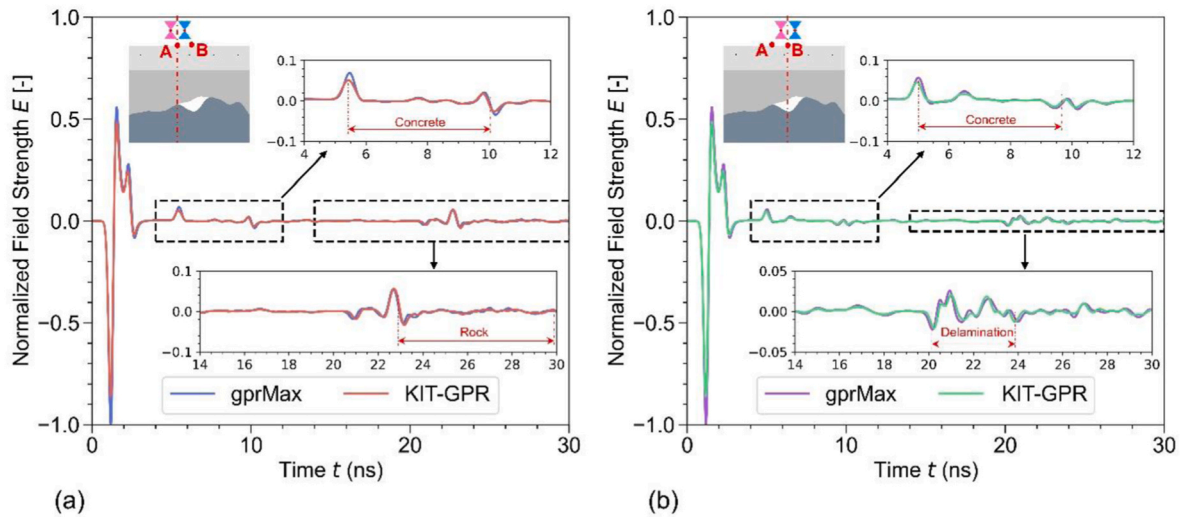 A B
Normalized Field Strength E [-]
1.0
0.5
0.0
−0.5
−1.0
0.1
0.0
−0.1
Concrete
4 6 8 10 12
0.1
0.0
−0.1
Rock
14 16 18 20 22 24 26 28 30
gprMax KIT-GPR
0 10 20 30
Time t (ns)
(a)
A B
Normalized Field Strength E [-]
1.0
0.5
0.0
−0.5
−1.0
0.1
0.0
−0.1
Concrete
4 6 8 10 12
0.05
0.00
−0.05
Delamination
14 16 18 20 22 24 26 28 30
gprMax KIT-GPR
0 10 20 30
Time t (ns)
(b)